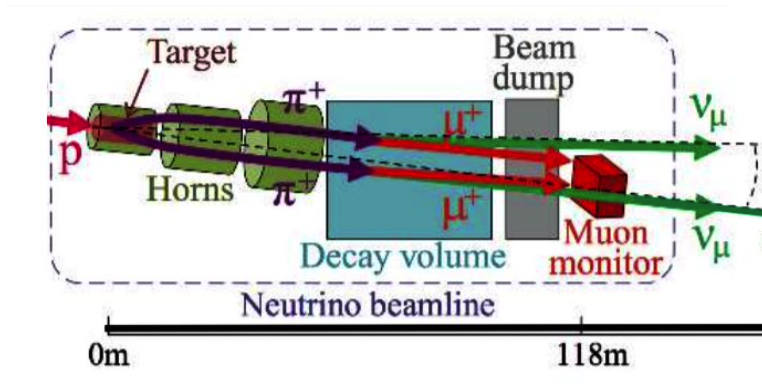 Target
Beam
dump
π+
μ+
νμ
p
Horns
π+
μ+
νμ
Decay volume
Muon
monitor
Neutrino beamline
0m
118m